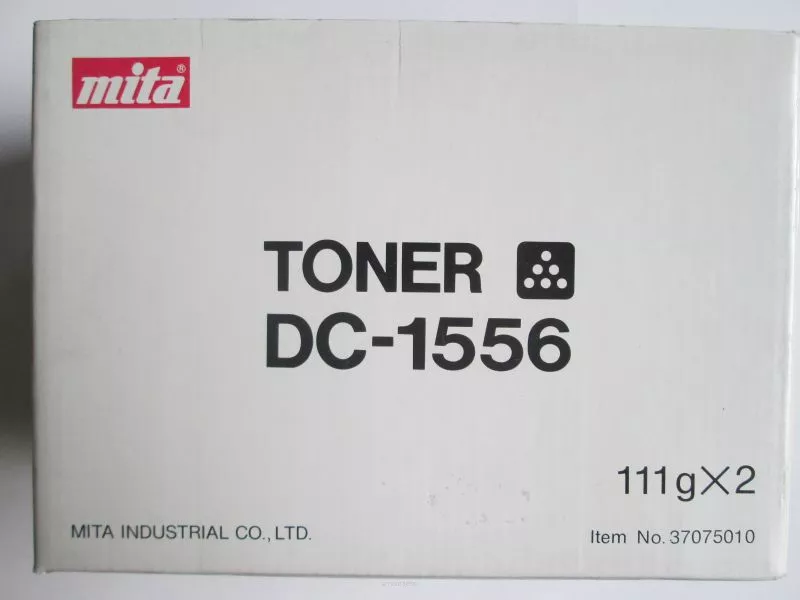 mita®
TONER
DC-1556
111g×2
MITA INDUSTRIAL CO., LTD.
Item No. 37075010